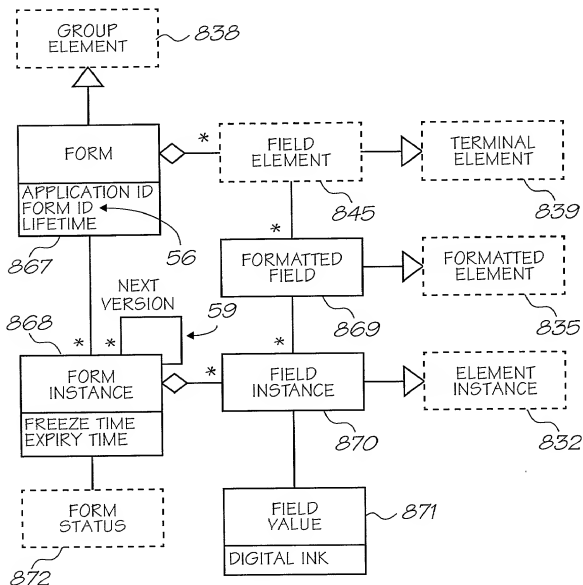 GROUP
ELEMENT
838
FORM
*
FIELD
ELEMENT
TERMINAL
ELEMENT
APPLICATION ID
FORM ID
LIFETIME
845
839
867
56
*
FORMATTED
FIELD
FORMATTED
ELEMENT
NEXT
VERSION
59
869
835
868
*
*
*
FORM
INSTANCE
*
FIELD
INSTANCE
ELEMENT
INSTANCE
FREEZE TIME
EXPIRY TIME
870
832
FORM
STATUS
FIELD
VALUE
871
DIGITAL INK
872